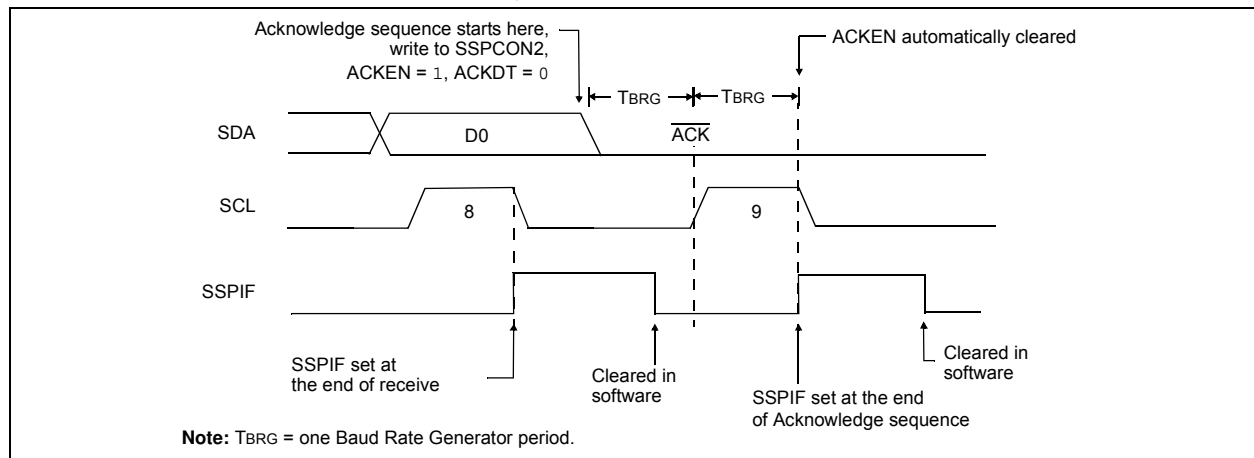 Acknowledge sequence starts here,
write to SSPCON2,
ACKEN = 1, ACKDT = 0
ACKEN automatically cleared
TBRG
TBRG
SDA
D0
ACK
SCL
8
9
SSPIF
SSPIF set at
the end of receive
Cleared in
software
SSPIF set at the end
of Acknowledge sequence
Cleared in
software
Note: TBRG = one Baud Rate Generator period.